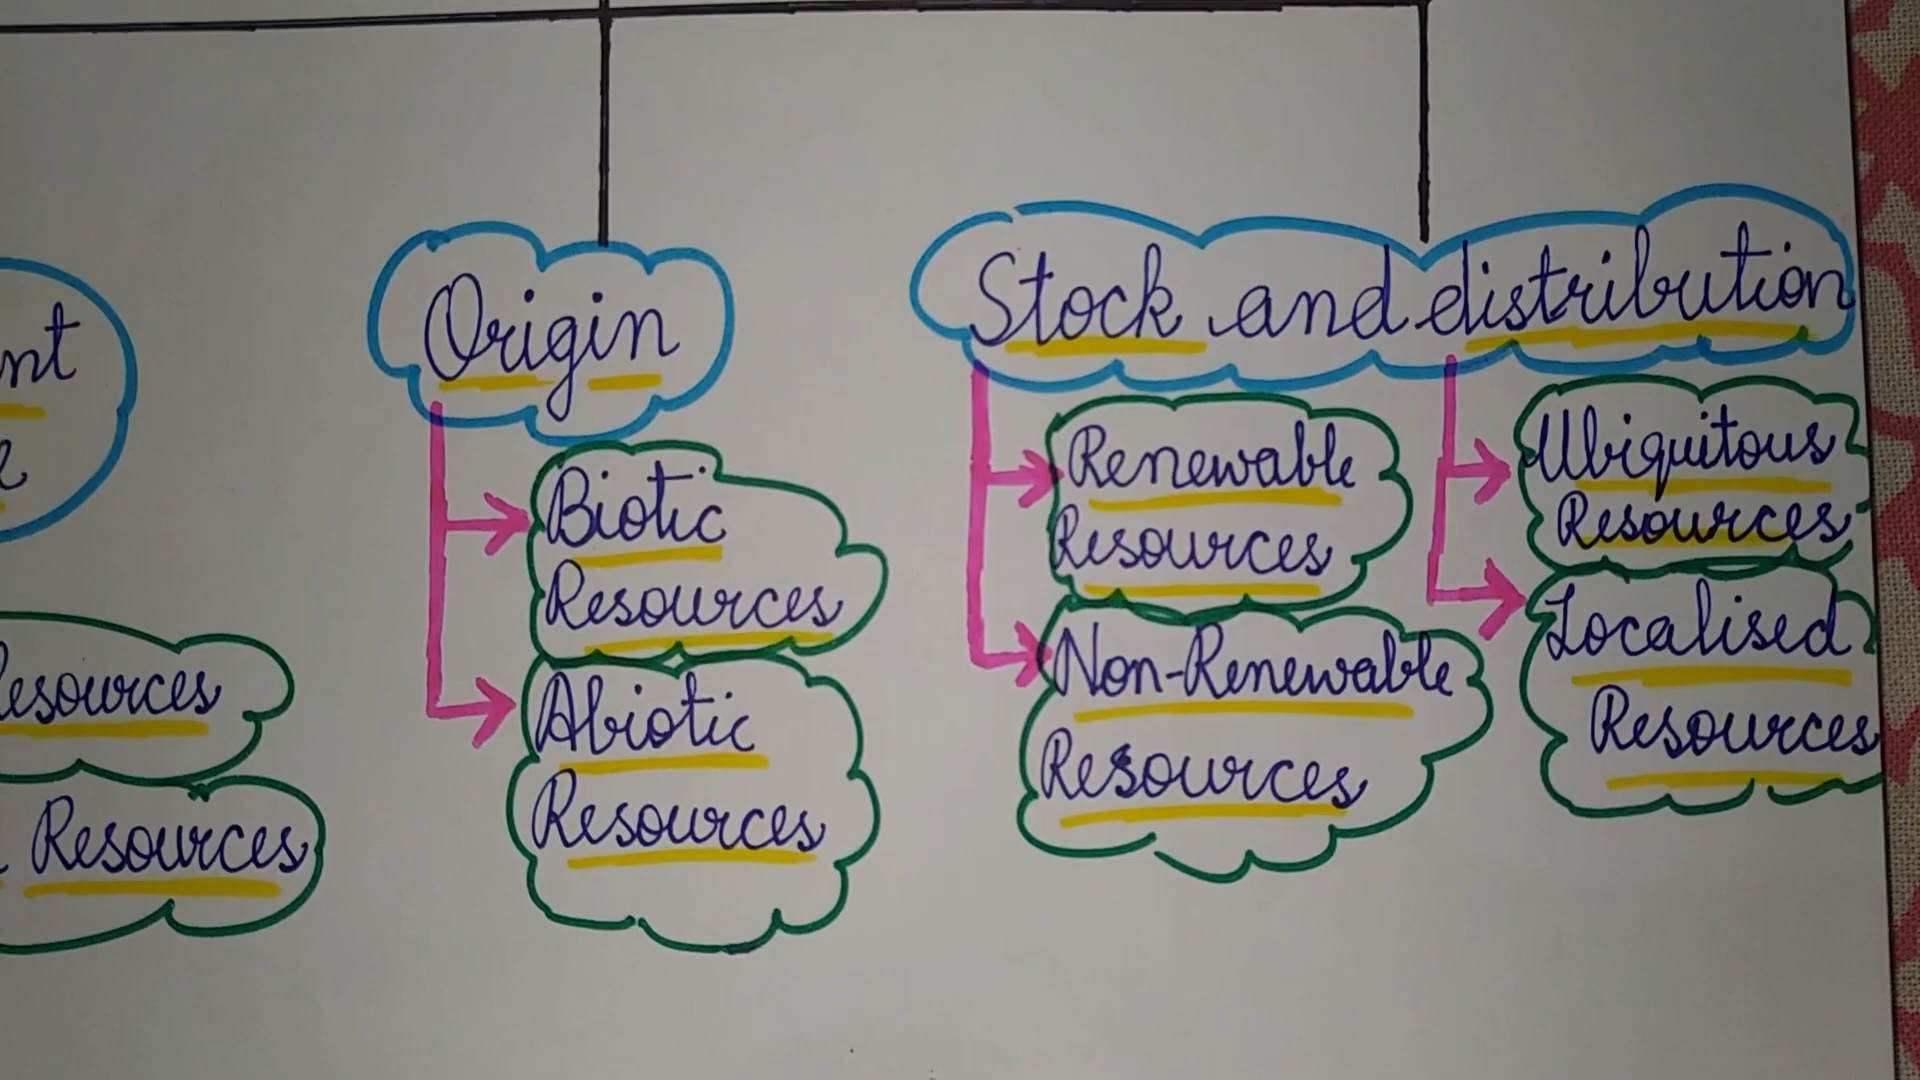 nt
Resources
Resources
Origin
Biotic
Resources
Abiotic
Resources
Stock and distribution
Renewable
Resources
Non-Renewable
Resources
Ubiquitous
Resources
Localised
Resources